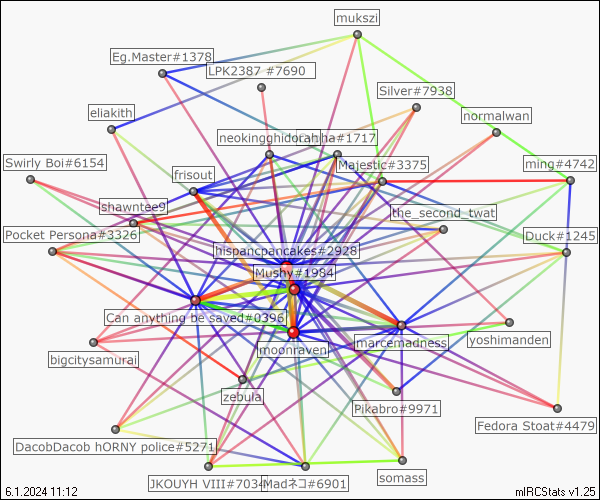 mukszi
Eg.Master#1378
LPK2387 #7690
Silver#7938
eliakith
normalwan
neokingghidorah
ha#1717
Swirly Boi#6154
Majestic#3375
ming#4742
frisout
shawntee9
the_second_twat
Pocket Persona#3326
Duck#1245
hispancpancakes#2928
Mushy#1984
Can anything be saved#0396
moonraven
marcemadness
yoshimanden
bigcitysamurai
zebula
Pikabro#9971
Fedora Stoat#4479
DacobDacob hORNY police#5271
JKOUYH VIII#7034
Madネコ#6901
somass
6.1.2024 11:12
mIRCStats v1.25